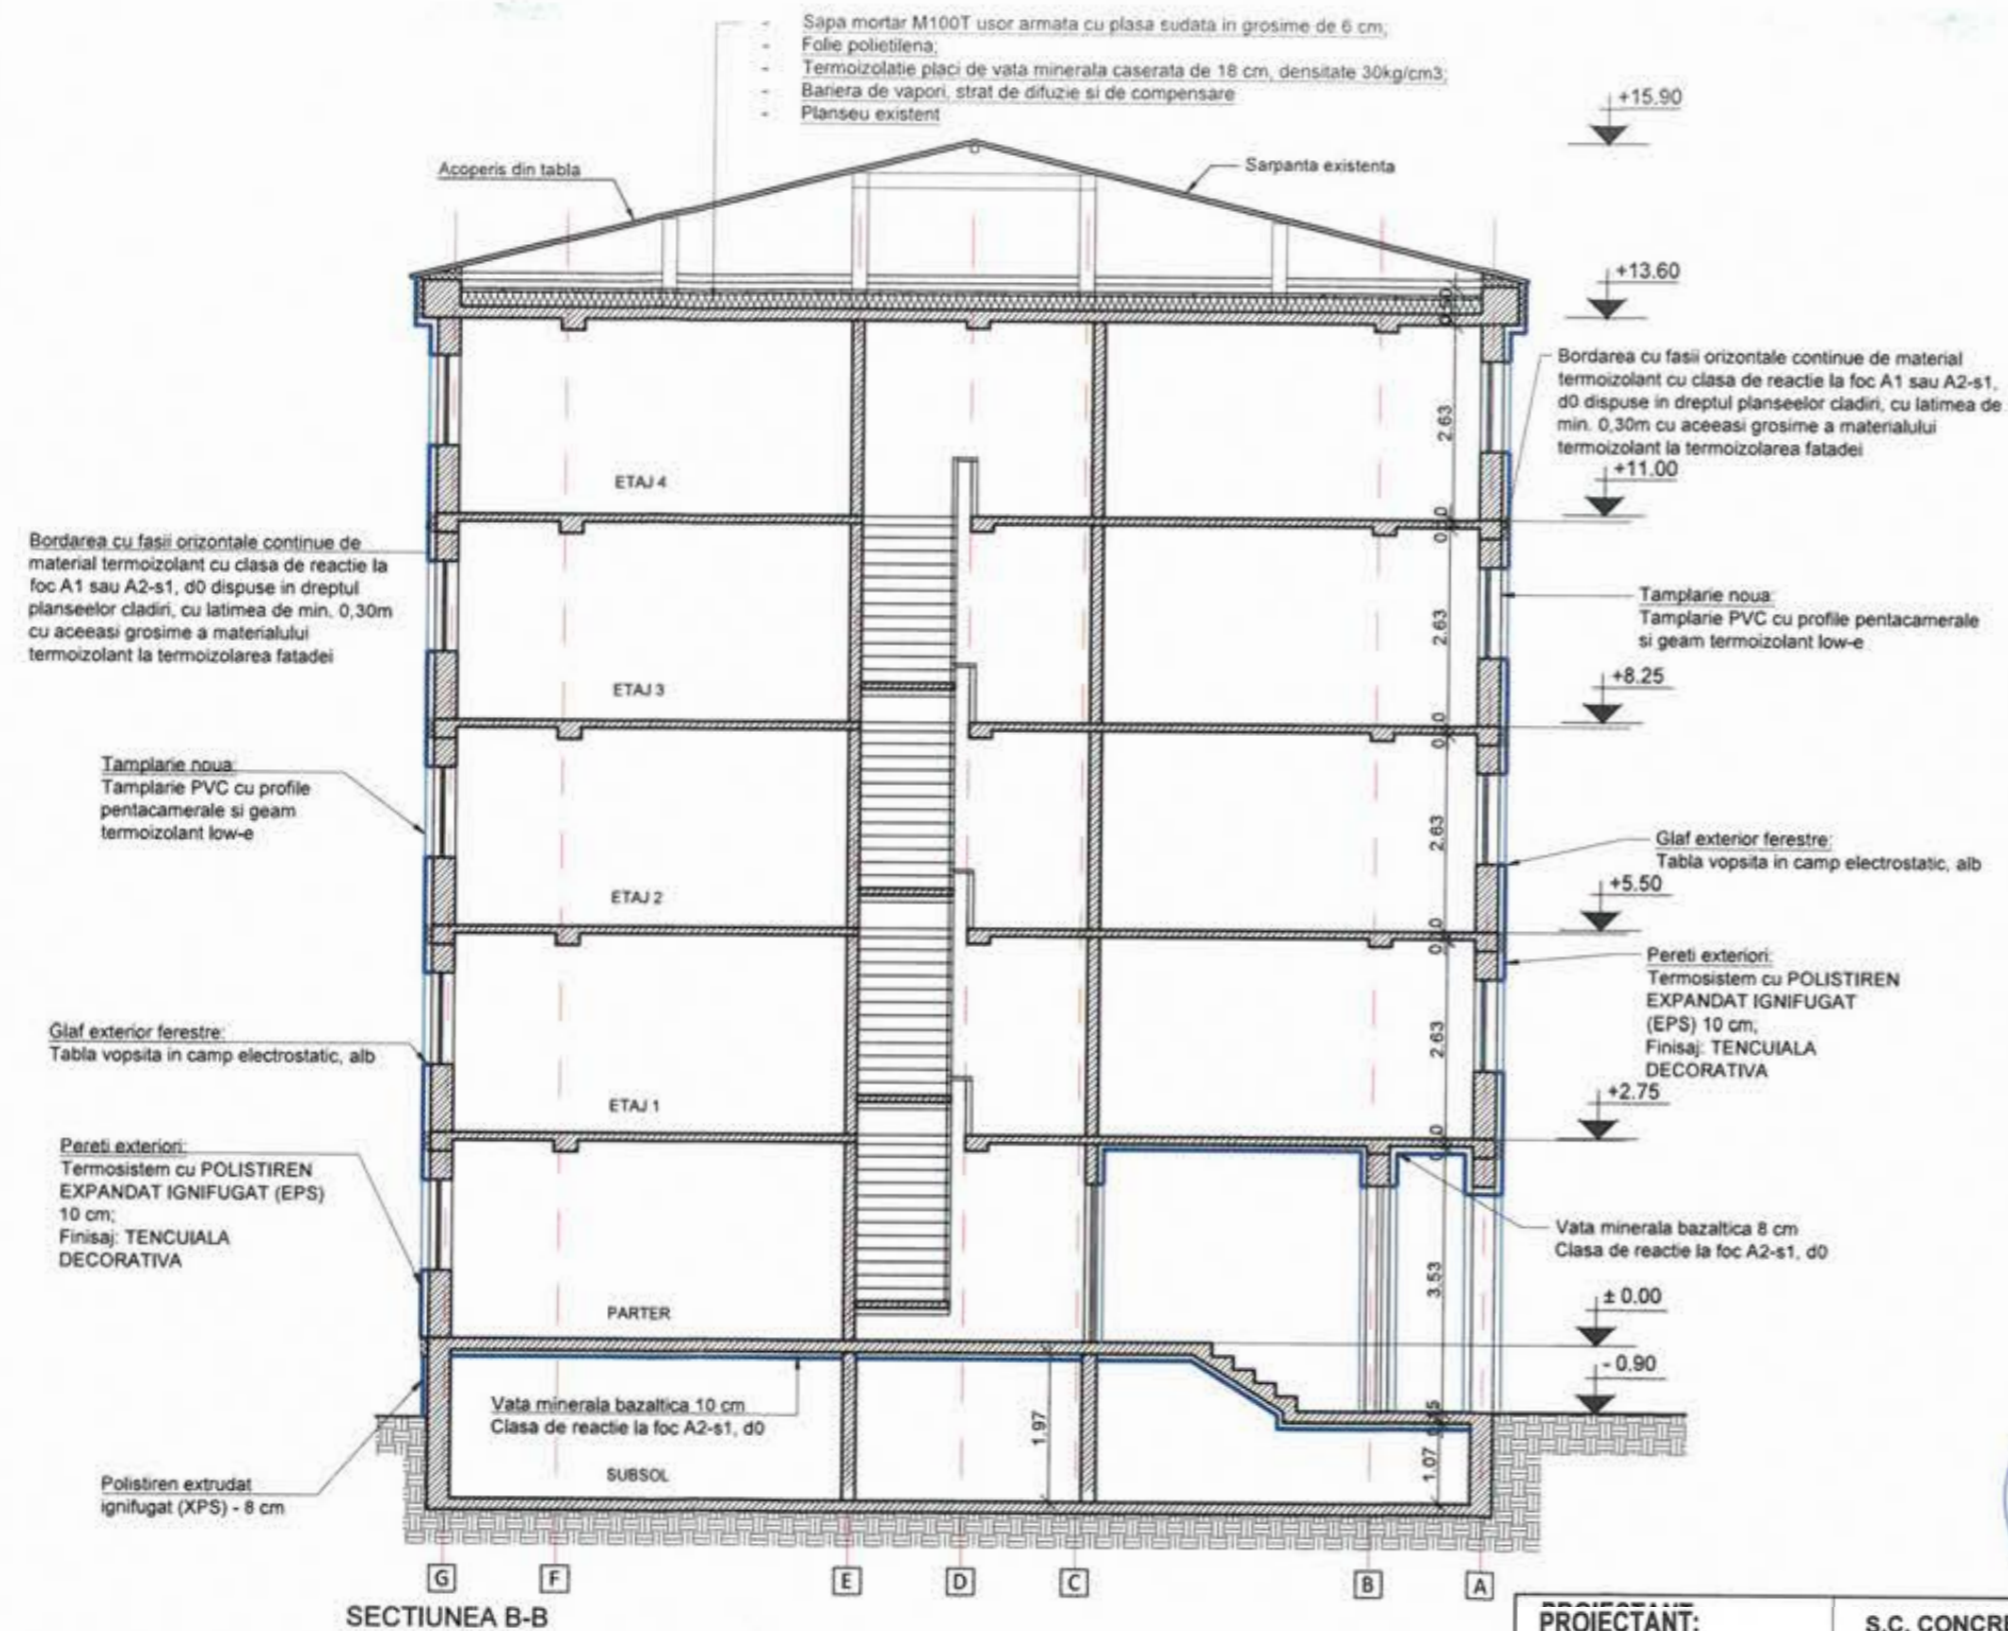 - Sapa mortar M100T usor armata cu plasa sudata in grosime de 6 cm;
- Folie polietilena;
- Termoizolatie placi de vata minerala caserata de 18 cm, densitate 30kg/cm3;
- Bariera de vapori, strat de difuzie si de compensare
- Planseu existent
+15.90
Acoperis din tabla
Sarpanta existenta
+13.60
Bordarea cu fasii orizontale continue de material
termoizolant cu clasa de reactie la foc A1 sau A2-s1,
d0 dispuse in dreptul planseelor cladiri, cu latimea de
min. 0,30m cu aceeasi grosime a materialului
termoizolant la termoizolarea fatadei
2.63
+11.00
ETAJ 4
Bordarea cu fasii orizontale continue de
material termoizolant cu clasa de reactie la
foc A1 sau A2-s1, d0 dispuse in dreptul
planseelor cladiri, cu latimea de min. 0,30m
cu aceeasi grosime a materialului
termoizolant la termoizolarea fatadei
2.63
Tamplarie noua:
Tamplarie PVC cu profile pentacamerale
si geam termoizolant low-e
+8.25
ETAJ 3
Tamplarie noua:
Tamplarie PVC cu profile
pentacamerale si geam
termoizolant low-e
2.63
Glaf exterior ferestre:
Tabla vopsita in camp electrostatic, alb
+5.50
ETAJ 2
Pereti exteriori:
Termosistem cu POLISTIREN
EXPANDAT IGNIFUGAT
(EPS) 10 cm;
Finisaj: TENCUIALA
DECORATIVA
2.63
Glaf exterior ferestre:
Tabla vopsita in camp electrostatic, alb
+2.75
ETAJ 1
Pereti exteriori:
Termosistem cu POLISTIREN
EXPANDAT IGNIFUGAT (EPS)
10 cm;
Finisaj: TENCUIALA
DECORATIVA
Vata minerala bazaltica 8 cm
Clasa de reactie la foc A2-s1, d0
3.53
± 0.00
PARTER
- 0.90
Vata minerala bazaltica 10 cm
Clasa de reactie la foc A2-s1, d0
1.97
1.07
SUBSOL
Polistiren extrudat
ignifugat (XPS) - 8 cm
G F E D C B A
SECTIUNEA B-B
PROIECTANT:
S.C. CONCRE